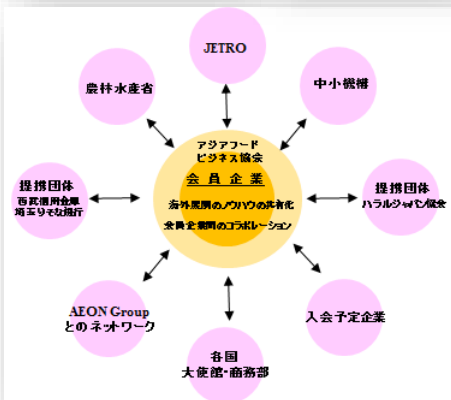 JETRO
農林水産省
中小機構
アジアフード
ビジネス協会
会員企業
海外展開のノウハウの共有化
会員企業間のコラボレーション
提携団体
西武信用金庫
埼玉りそな銀行
提携団体
ハラルジャパン協会
AEON Group
とのネットワーク
入会予定企業
各国
大使館・商務部